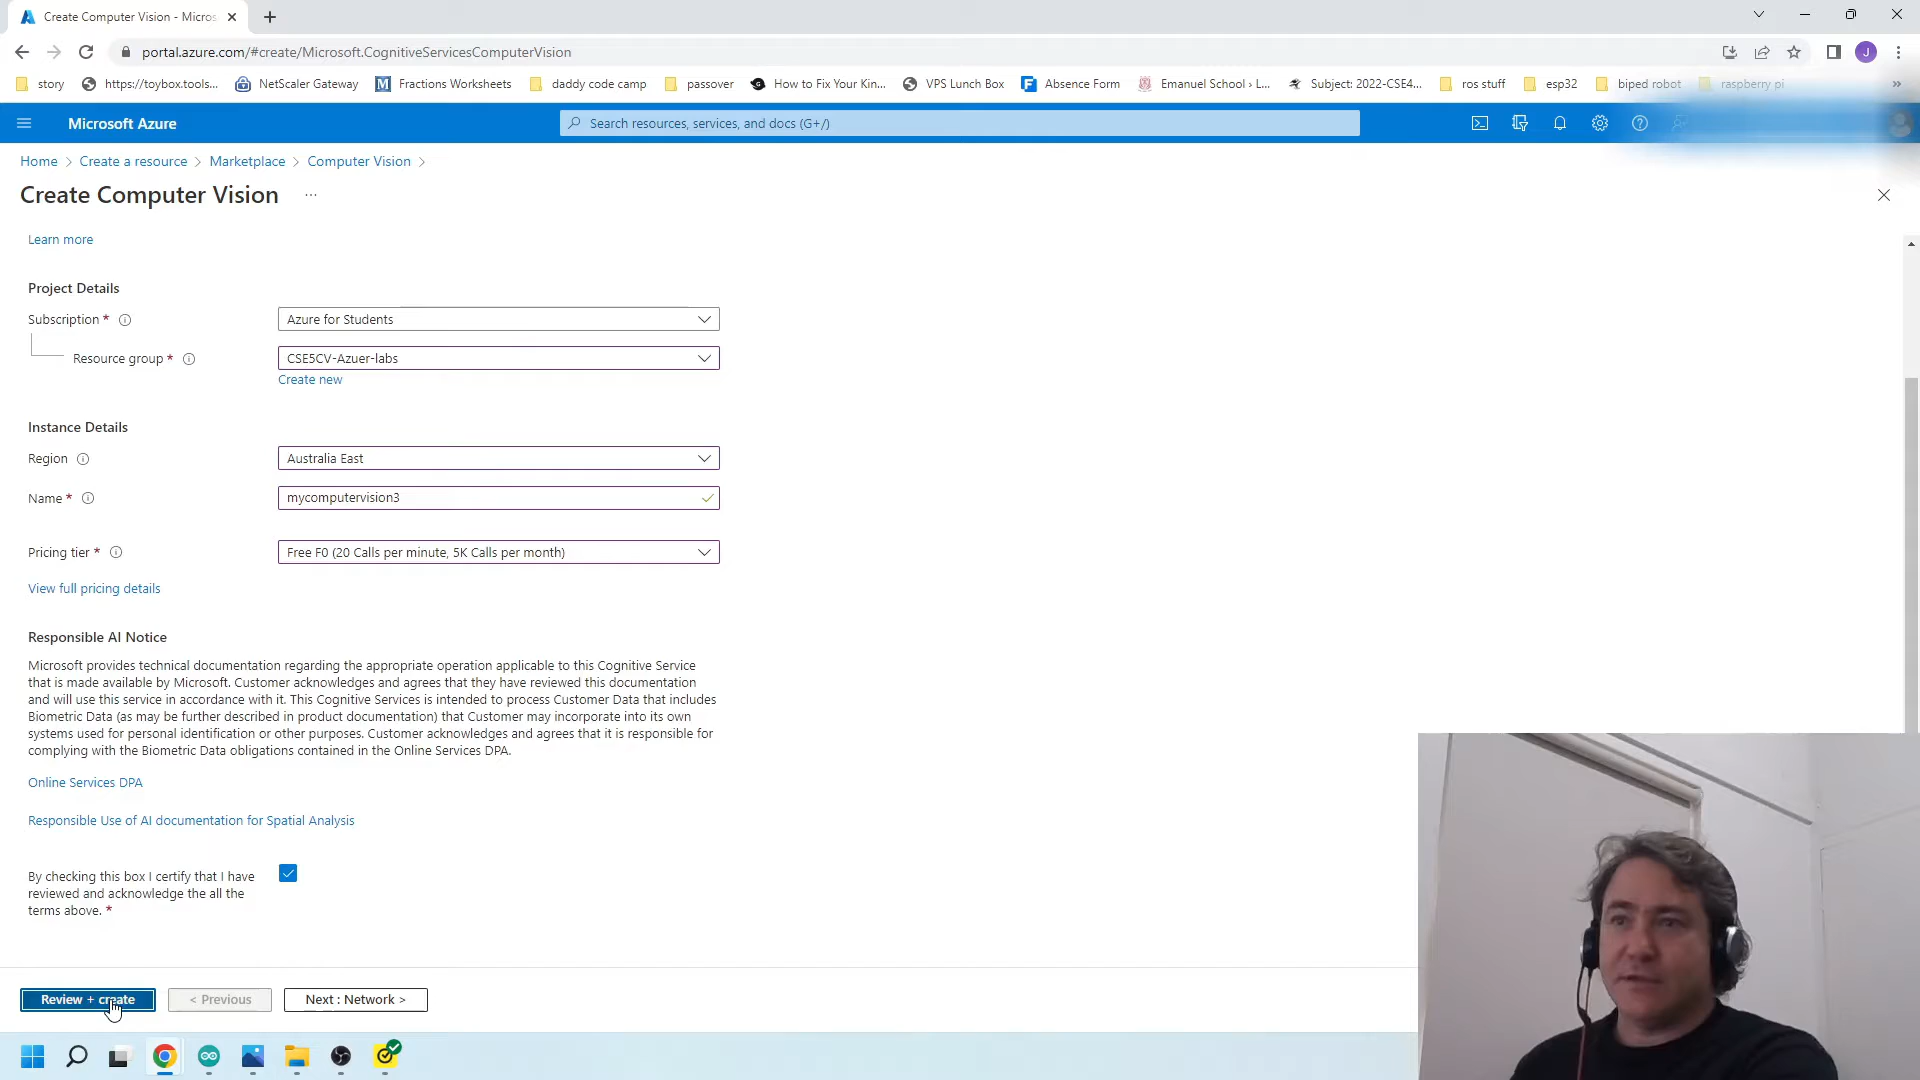 Create Computer Vision - Micros
portal.azure.com/#create/Microsoft.CognitiveServicesComputerVision
J
story
https://toybox.tools...
NetScaler Gateway
M
Fractions Worksheets
daddy code camp
passover
How to Fix Your Kin...
VPS Lunch Box
Absence Form
Emanuel School › L...
Subject: 2022-CSE4...
ros stuff
esp32
biped robot
raspberry pi
»
Microsoft Azure
Search resources, services, and docs (G+/)
Home > Create a resource > Marketplace > Computer Vision >
Create Computer Vision ...
Learn more
Project Details
Subscription *
Azure for Students
Resource group *
CSE5CV-Azuer-labs
Create new
Instance Details
Region
Australia East
Name *
mycomputervision3
Pricing tier *
Free F0 (20 Calls per minute, 5K Calls per month)
View full pricing details
Responsible AI Notice
Microsoft provides technical documentation regarding the appropriate operation applicable to this Cognitive Service
that is made available by Microsoft. Customer acknowledges and agrees that they have reviewed this documentation
and will use this service in accordance with it. This Cognitive Services is intended to process Customer Data that includes
Biometric Data (as may be further described in product documentation) that Customer may incorporate into its own
systems used for personal identification or other purposes. Customer acknowledges and agrees that it is responsible for
complying with the Biometric Data obligations contained in the Online Services DPA.
Online Services DPA
Responsible Use of AI documentation for Spatial Analysis
By checking this box I certify that I have
reviewed and acknowledge the all the
terms above. *
Review + create
< Previous
Next : Network >